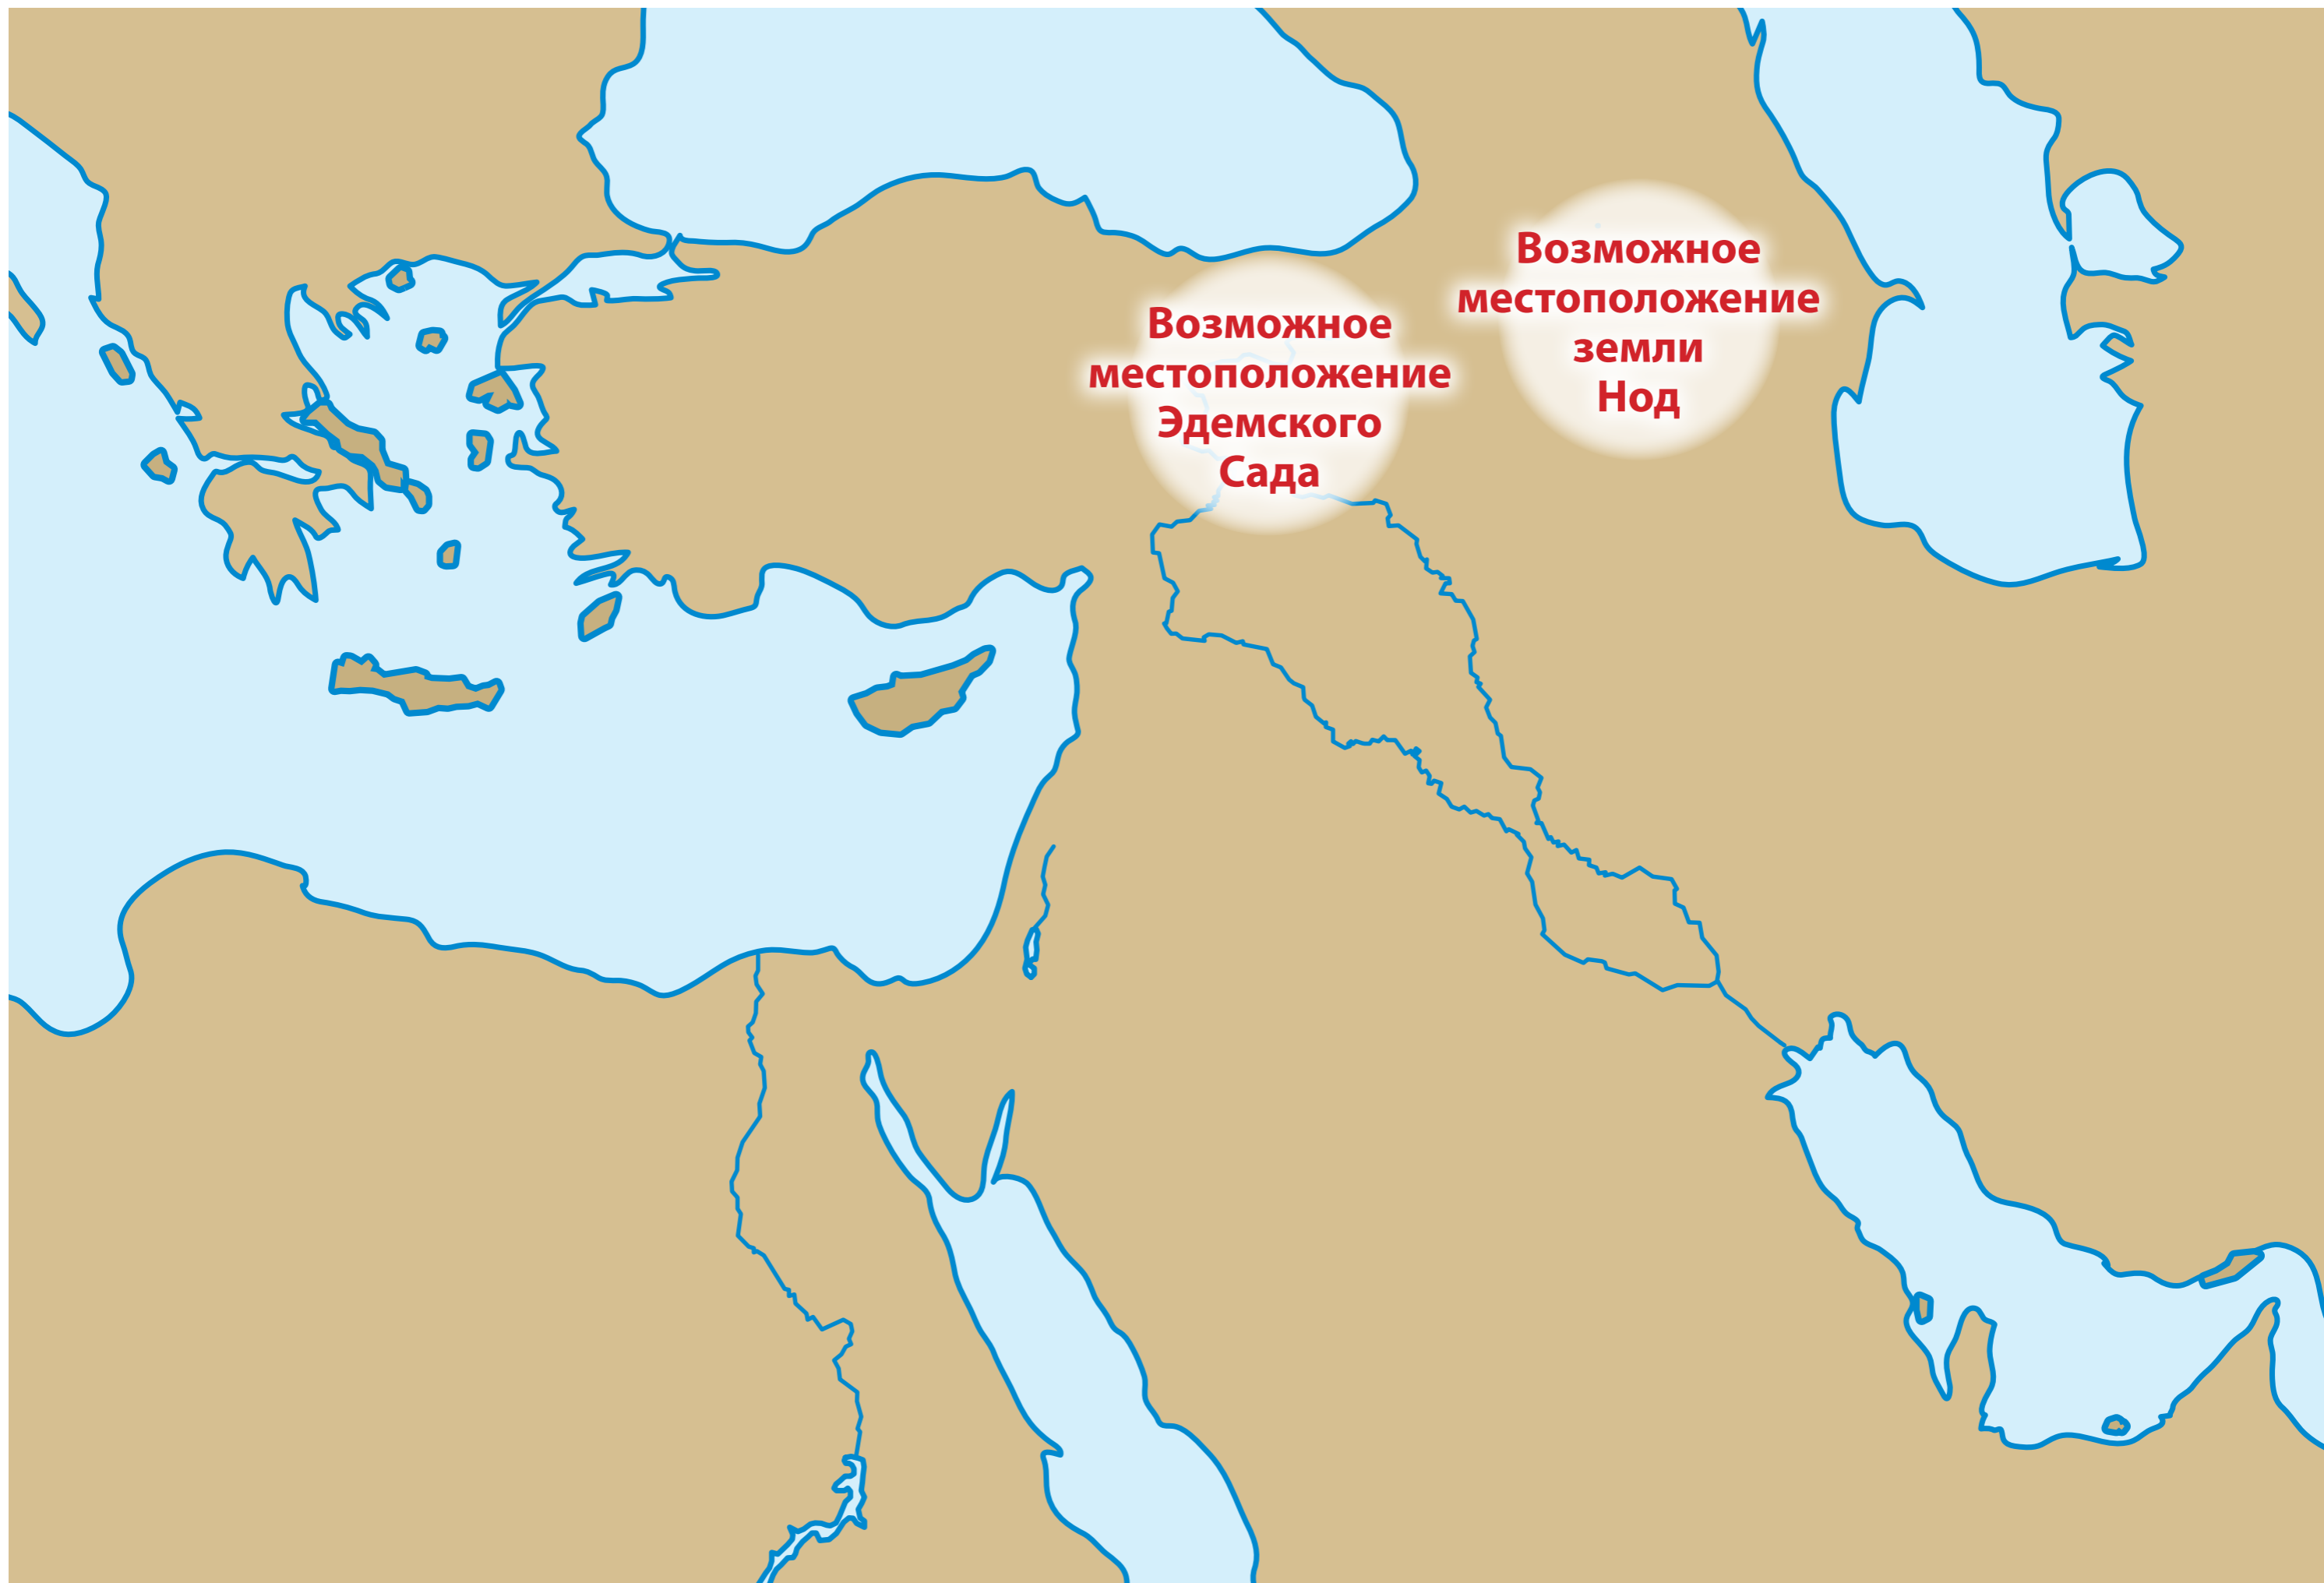 Возможное
местоположение
Эдемского
Сада
Возможное
местоположение
земли
Нод